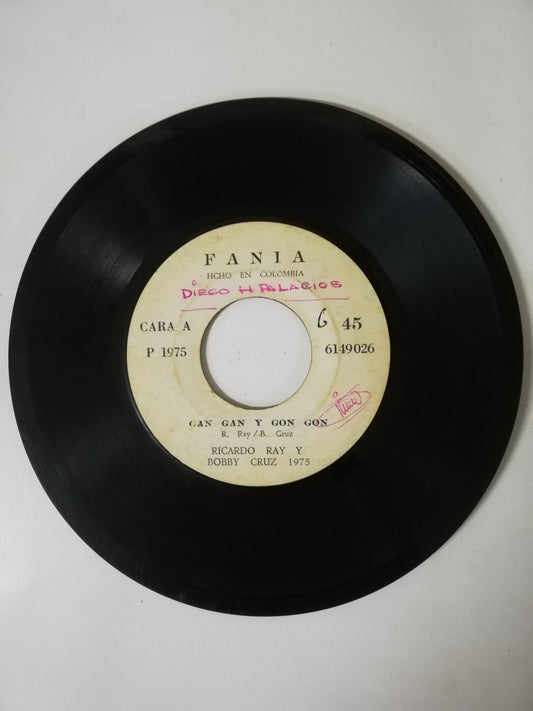 FANIA
HCHO EN COLOMBIA
DIEGO H PALACIOS
CARA A
6 45
P 1975
6149026
CAN GAN Y GON GON
R. Ray/B. Cruz
RICARDO RAY Y
BOBBY CRUZ 1975